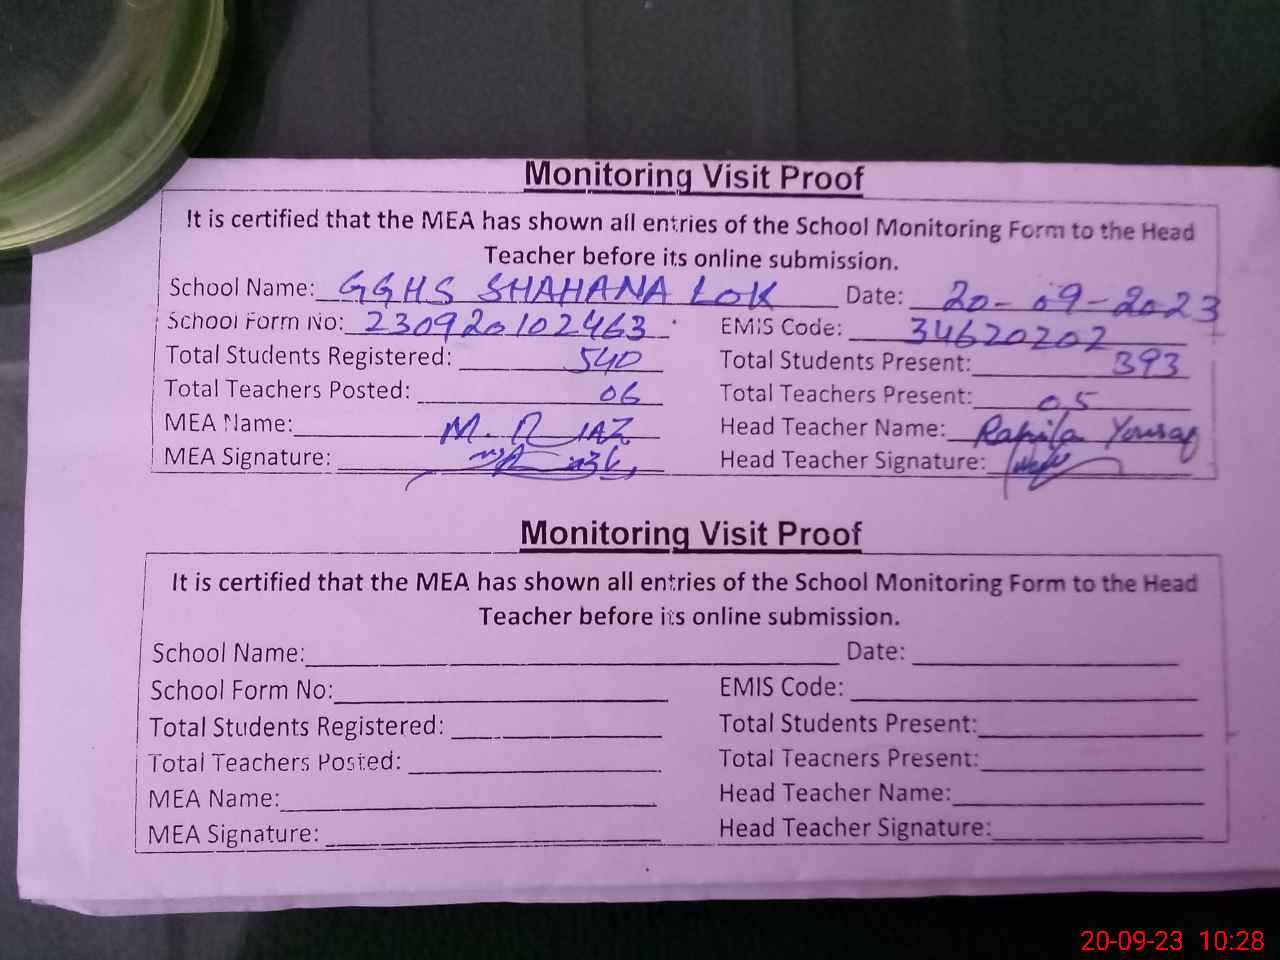 Monitoring Visit Proof
It is certified that the MEA has shown all entries of the School Monitoring Form to the Head
Teacher before its online submission.
School Name: GGHS SHAHANA LOK Date: 20-09-2023
School Form No: 230920102463 EMIS Code: 34620202
Total Students Registered: 540 Total Students Present: 393
Total Teachers Posted: 06 Total Teachers Present: 05
MEA Name: M. RIAZ Head Teacher Name: Rahila Yousaf
MEA Signature: Head Teacher Signature:
Monitoring Visit Proof
It is certified that the MEA has shown all entries of the School Monitoring Form to the Head
Teacher before its online submission.
School Name: Date:
School Form No: EMIS Code:
Total Students Registered: Total Students Present:
Total Teachers Posted: Total Teachers Present:
MEA Name: Head Teacher Name:
MEA Signature: Head Teacher Signature:
20-09-23 10:28